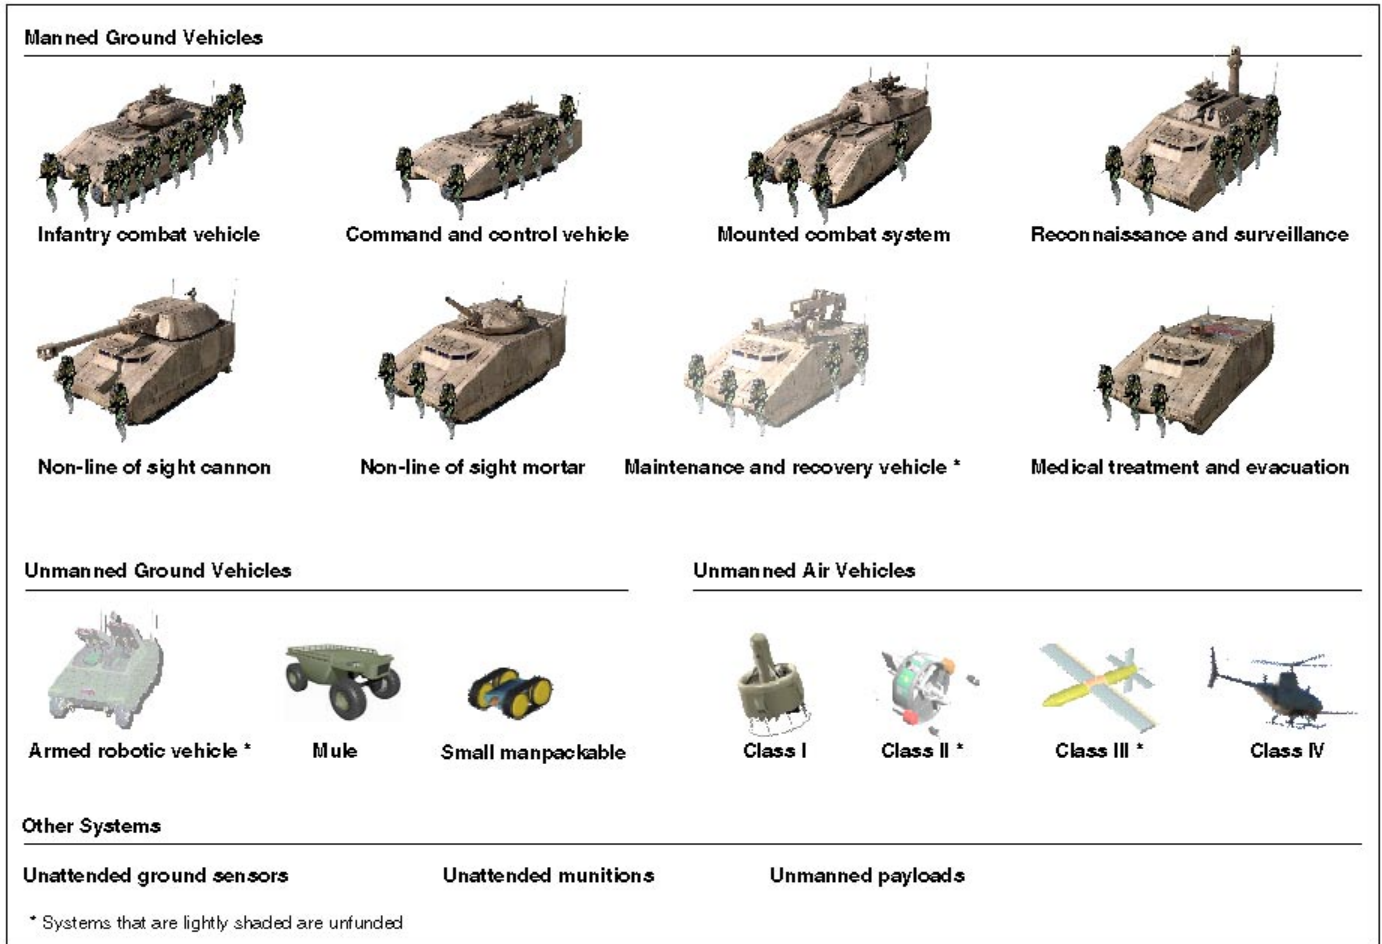 Manned Ground Vehicles
Infantry combat vehicle
Command and control vehicle
Mounted combat system
Reconnaissance and surveillance
Non-line of sight cannon
Non-line of sight mortar
Maintenance and recovery vehicle *
Medical treatment and evacuation
Unmanned Ground Vehicles
Armed robotic vehicle *
Mule
Small manpackable
Unmanned Air Vehicles
Class I
Class II *
Class III *
Class IV
Other Systems
Unattended ground sensors
Unattended munitions
Unmanned payloads
* Systems that are lightly shaded are unfunded